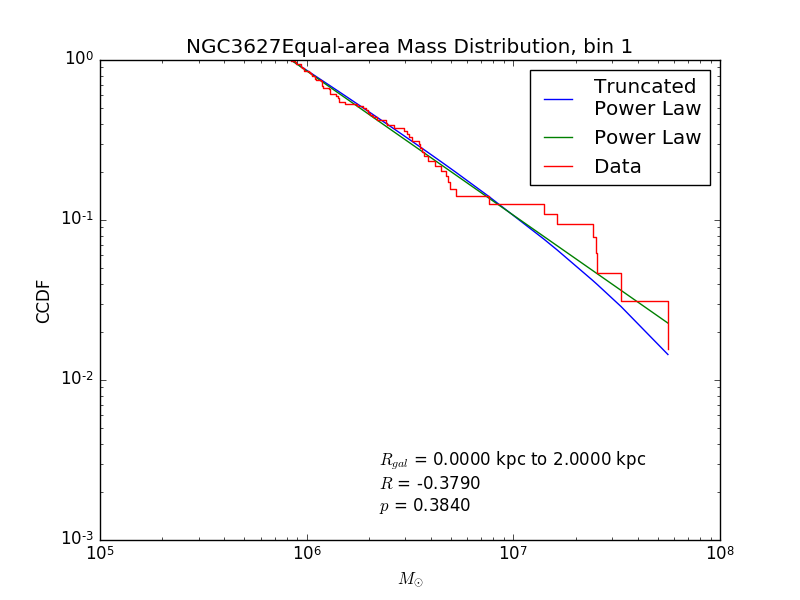 NGC3627Equal-area Mass Distribution, bin 1
10^0
10^-1
10^-2
10^-3
CCDF
Truncated
Power Law
Power Law
Data
R_gal = 0.0000 kpc to 2.0000 kpc
R = -0.3790
p = 0.3840
10^5 10^6 10^7 10^8
M_⊙